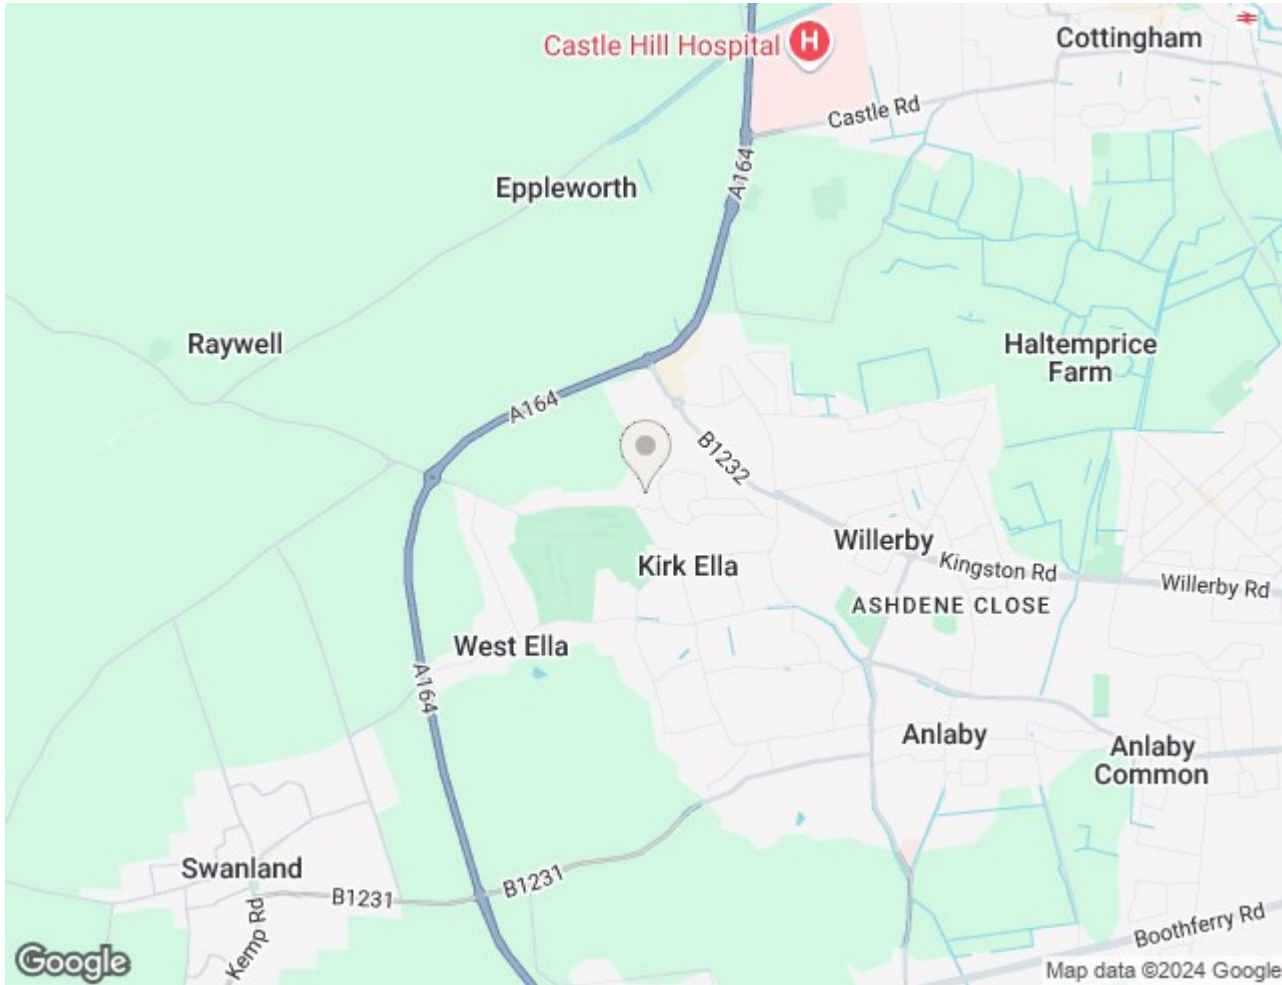 Castle Hill Hospital
H
Cottingham
Castle Rd
A164
Eppleworth
Raywell
Haltemprice
Farm
A164
B1232
Willerby
Kingston Rd
Willerby Rd
Kirk Ella
ASHDENE CLOSE
West Ella
A164
Anlaby
Anlaby
Common
Swanland
B1231
B1231
Kemp Rd
Boothferry Rd
Google
Map data ©2024 Google